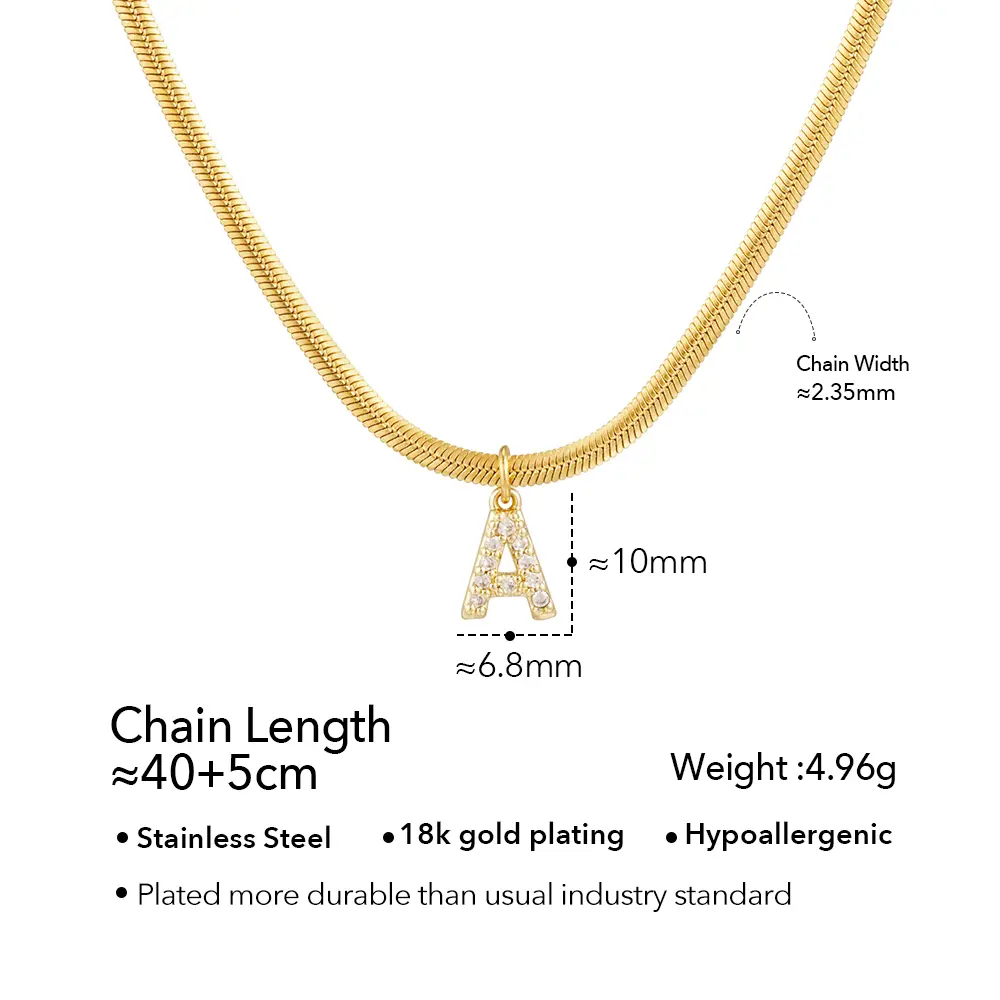 Chain Width
≈2.35mm
A
≈10mm
≈6.8mm
Chain Length
≈40+5cm
Weight :4.96g
• Stainless Steel
• 18k gold plating
• Hypoallergenic
• Plated more durable than usual industry standard